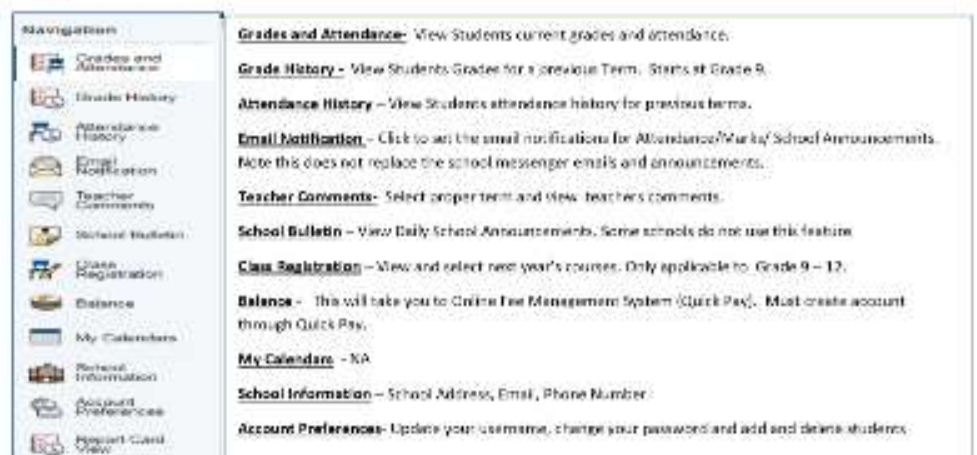 Navigation
Grades and
Attendance
Grade History
Attendance
History
Email
Notification
Teacher
Comments
School Bulletin
Class
Registration
Balance
My Calendars
School
Information
Account
Preferences
Report Card
View
Grades and Attendance- View Students current grades and attendance.
Grade History - View Students Grades for a previous Term. Starts at Grade 9.
Attendance History – View Students attendance history for previous terms.
Email Notification – Click to set the email notifications for Attendance/Marks/ School Announcements.
Note this does not replace the school messenger emails and announcements.
Teacher Comments- Select proper term and view teachers comments.
School Bulletin – View Daily School Announcements. Some schools do not use this feature
Class Registration – View and select next year's courses. Only applicable to Grade 9 – 12.
Balance - This will take you to Online Fee Management System (Quick Pay). Must create account
through Quick Pay.
My Calendars - NA
School Information – School Address, Email, Phone Number
Account Preferences- Update your username, change your password and add and delete students